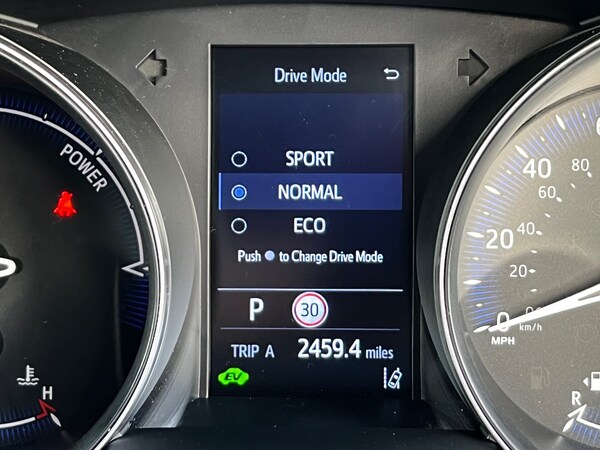 Drive Mode
SPORT
NORMAL
ECO
Push to Change Drive Mode
P
30
TRIP A 2459.4 miles
EV
POWER
H
40
80
60
20
40
20
0
km/h
MPH
R